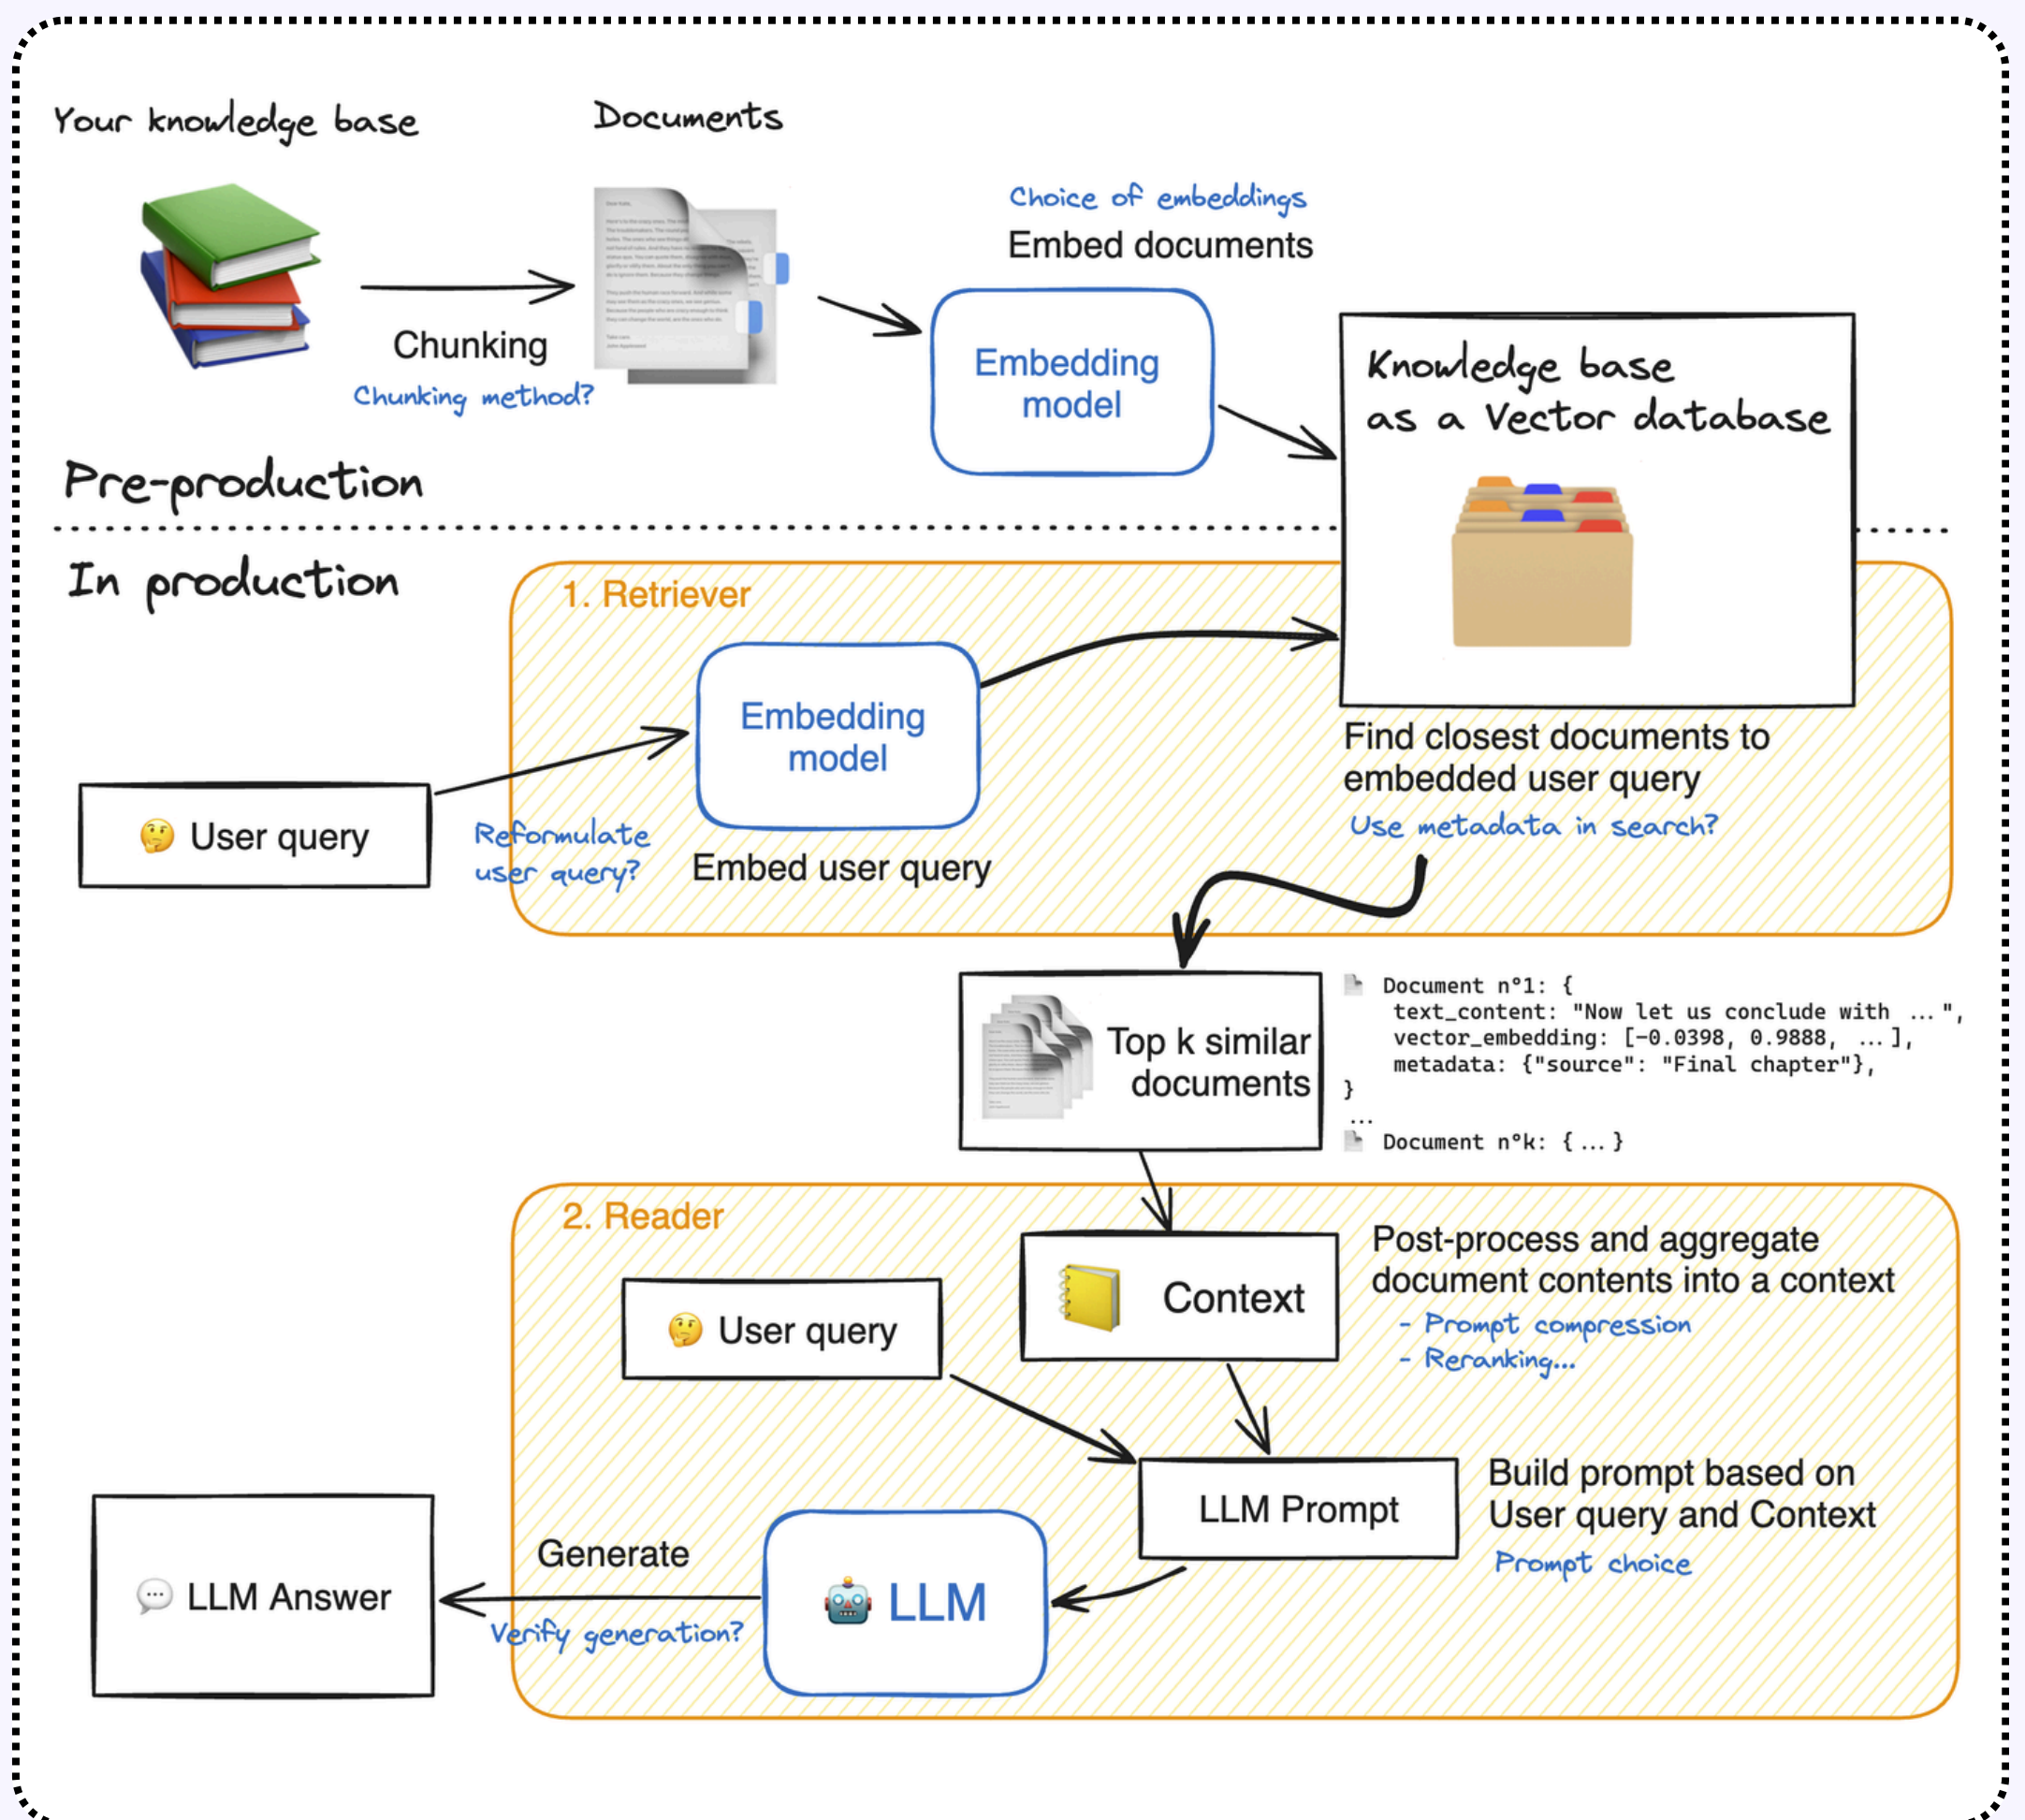 Your knowledge base
Documents
Choice of embeddings
Embed documents
Chunking
Chunking method?
Embedding
model
Knowledge base
as a Vector database
Pre-production
In production
1. Retriever
Embedding
model
🤔 User query
Reformulate
user query?
Embed user query
Find closest documents to
embedded user query
Use metadata in search?
Top k similar
documents
Document n°1: {
text_content: "Now let us conclude with ...",
vector_embedding: [-0.0398, 0.9888, ...],
metadata: {"source": "Final chapter"},
}
...
Document n°k: {...}
2. Reader
🤔 User query
Context
Post-process and aggregate
document contents into a context
- Prompt compression
- Reranking...
LLM Prompt
Build prompt based on
User query and Context
Prompt choice
🤖 LLM
Generate
Verify generation?
💬 LLM Answer